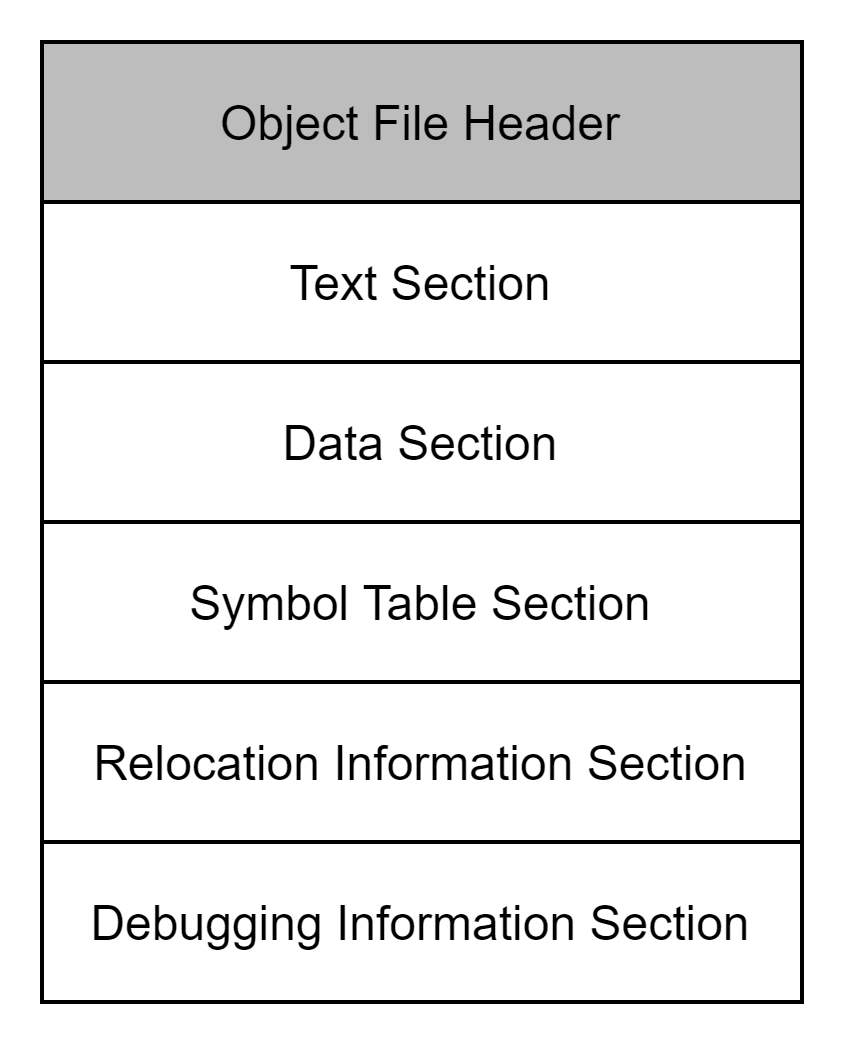 Object File Header
Text Section
Data Section
Symbol Table Section
Relocation Information Section
Debugging Information Section